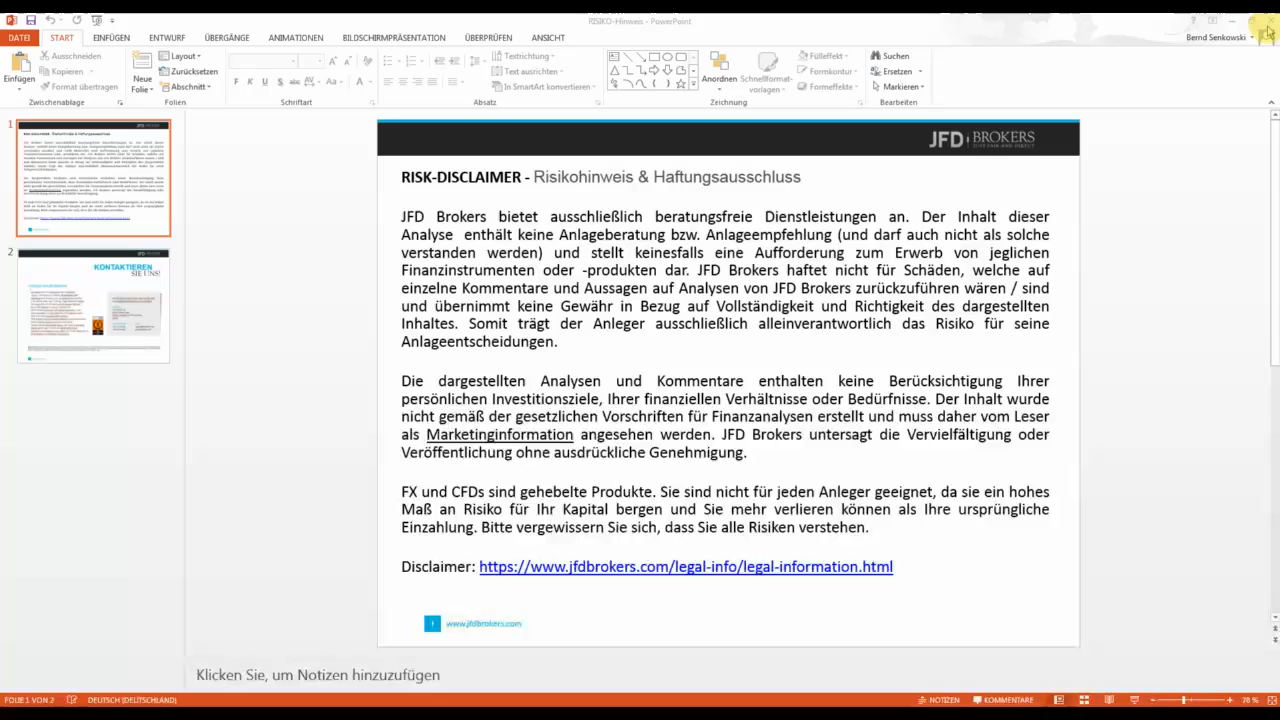 RISIKO-Hinweis - PowerPoint
DATEI START EINFÜGEN ENTWURF ÜBERGÄNGE ANIMATIONEN BILDSCHIRMPRÄSENTATION ÜBERPRÜFEN ANSICHT Bernd Senkowski
Einfügen
Ausschneiden
Kopieren
Format übertragen
Zwischenablage
Neue
Folie
Layout
Zurücksetzen
Abschnitt
Folien
F K U S abc AV Aa A
Schriftart
Textrichtung
Text ausrichten
In SmartArt konvertieren
Absatz
Anordnen
Schnellformat-
vorlagen
Fülleffekt
Formkontur
Formeffekte
Zeichnung
Suchen
Ersetzen
Markieren
Bearbeiten
1
2
KONTAKTIEREN
SIE UNS!
JFD BROKERS
JUST FAIR AND DIRECT
RISK-DISCLAIMER - Risikohinweis & Haftungsausschluss
JFD Brokers bietet ausschließlich beratungsfreie Dienstleistungen an. Der Inhalt dieser
Analyse enthält keine Anlageberatung bzw. Anlageempfehlung (und darf auch nicht als solche
verstanden werden) und stellt keinesfalls eine Aufforderung zum Erwerb von jeglichen
Finanzinstrumenten oder -produkten dar. JFD Brokers haftet nicht für Schäden, welche auf
einzelne Kommentare und Aussagen auf Analysen von JFD Brokers zurückzuführen wären / sind
und übernimmt keine Gewähr in Bezug auf Vollständigkeit und Richtigkeit des dargestellten
Inhaltes. Somit trägt der Anleger ausschließlich alleinverantwortlich das Risiko für seine
Anlageentscheidungen.
Die dargestellten Analysen und Kommentare enthalten keine Berücksichtigung Ihrer
persönlichen Investitionsziele, Ihrer finanziellen Verhältnisse oder Bedürfnisse. Der Inhalt wurde
nicht gemäß der gesetzlichen Vorschriften für Finanzanalysen erstellt und muss daher vom Leser
als Marketinginformation angesehen werden. JFD Brokers untersagt die Vervielfältigung oder
Veröffentlichung ohne ausdrückliche Genehmigung.
FX und CFDs sind gehebelte Produkte. Sie sind nicht für jeden Anleger geeignet, da sie ein hohes
Maß an Risiko für Ihr Kapital bergen und Sie mehr verlieren können als Ihre ursprüngliche
Einzahlung. Bitte vergewissern Sie sich, dass Sie alle Risiken verstehen.
Disclaimer: https://www.jfdbrokers.com/legal-info/legal-information.html
www.jfdbrokers.com
Klicken Sie, um Notizen hinzuzufügen
FOLIE 1 VON 2 DEUTSCH (DEUTSCHLAND) NOTIZEN KOMMENTARE 78 %